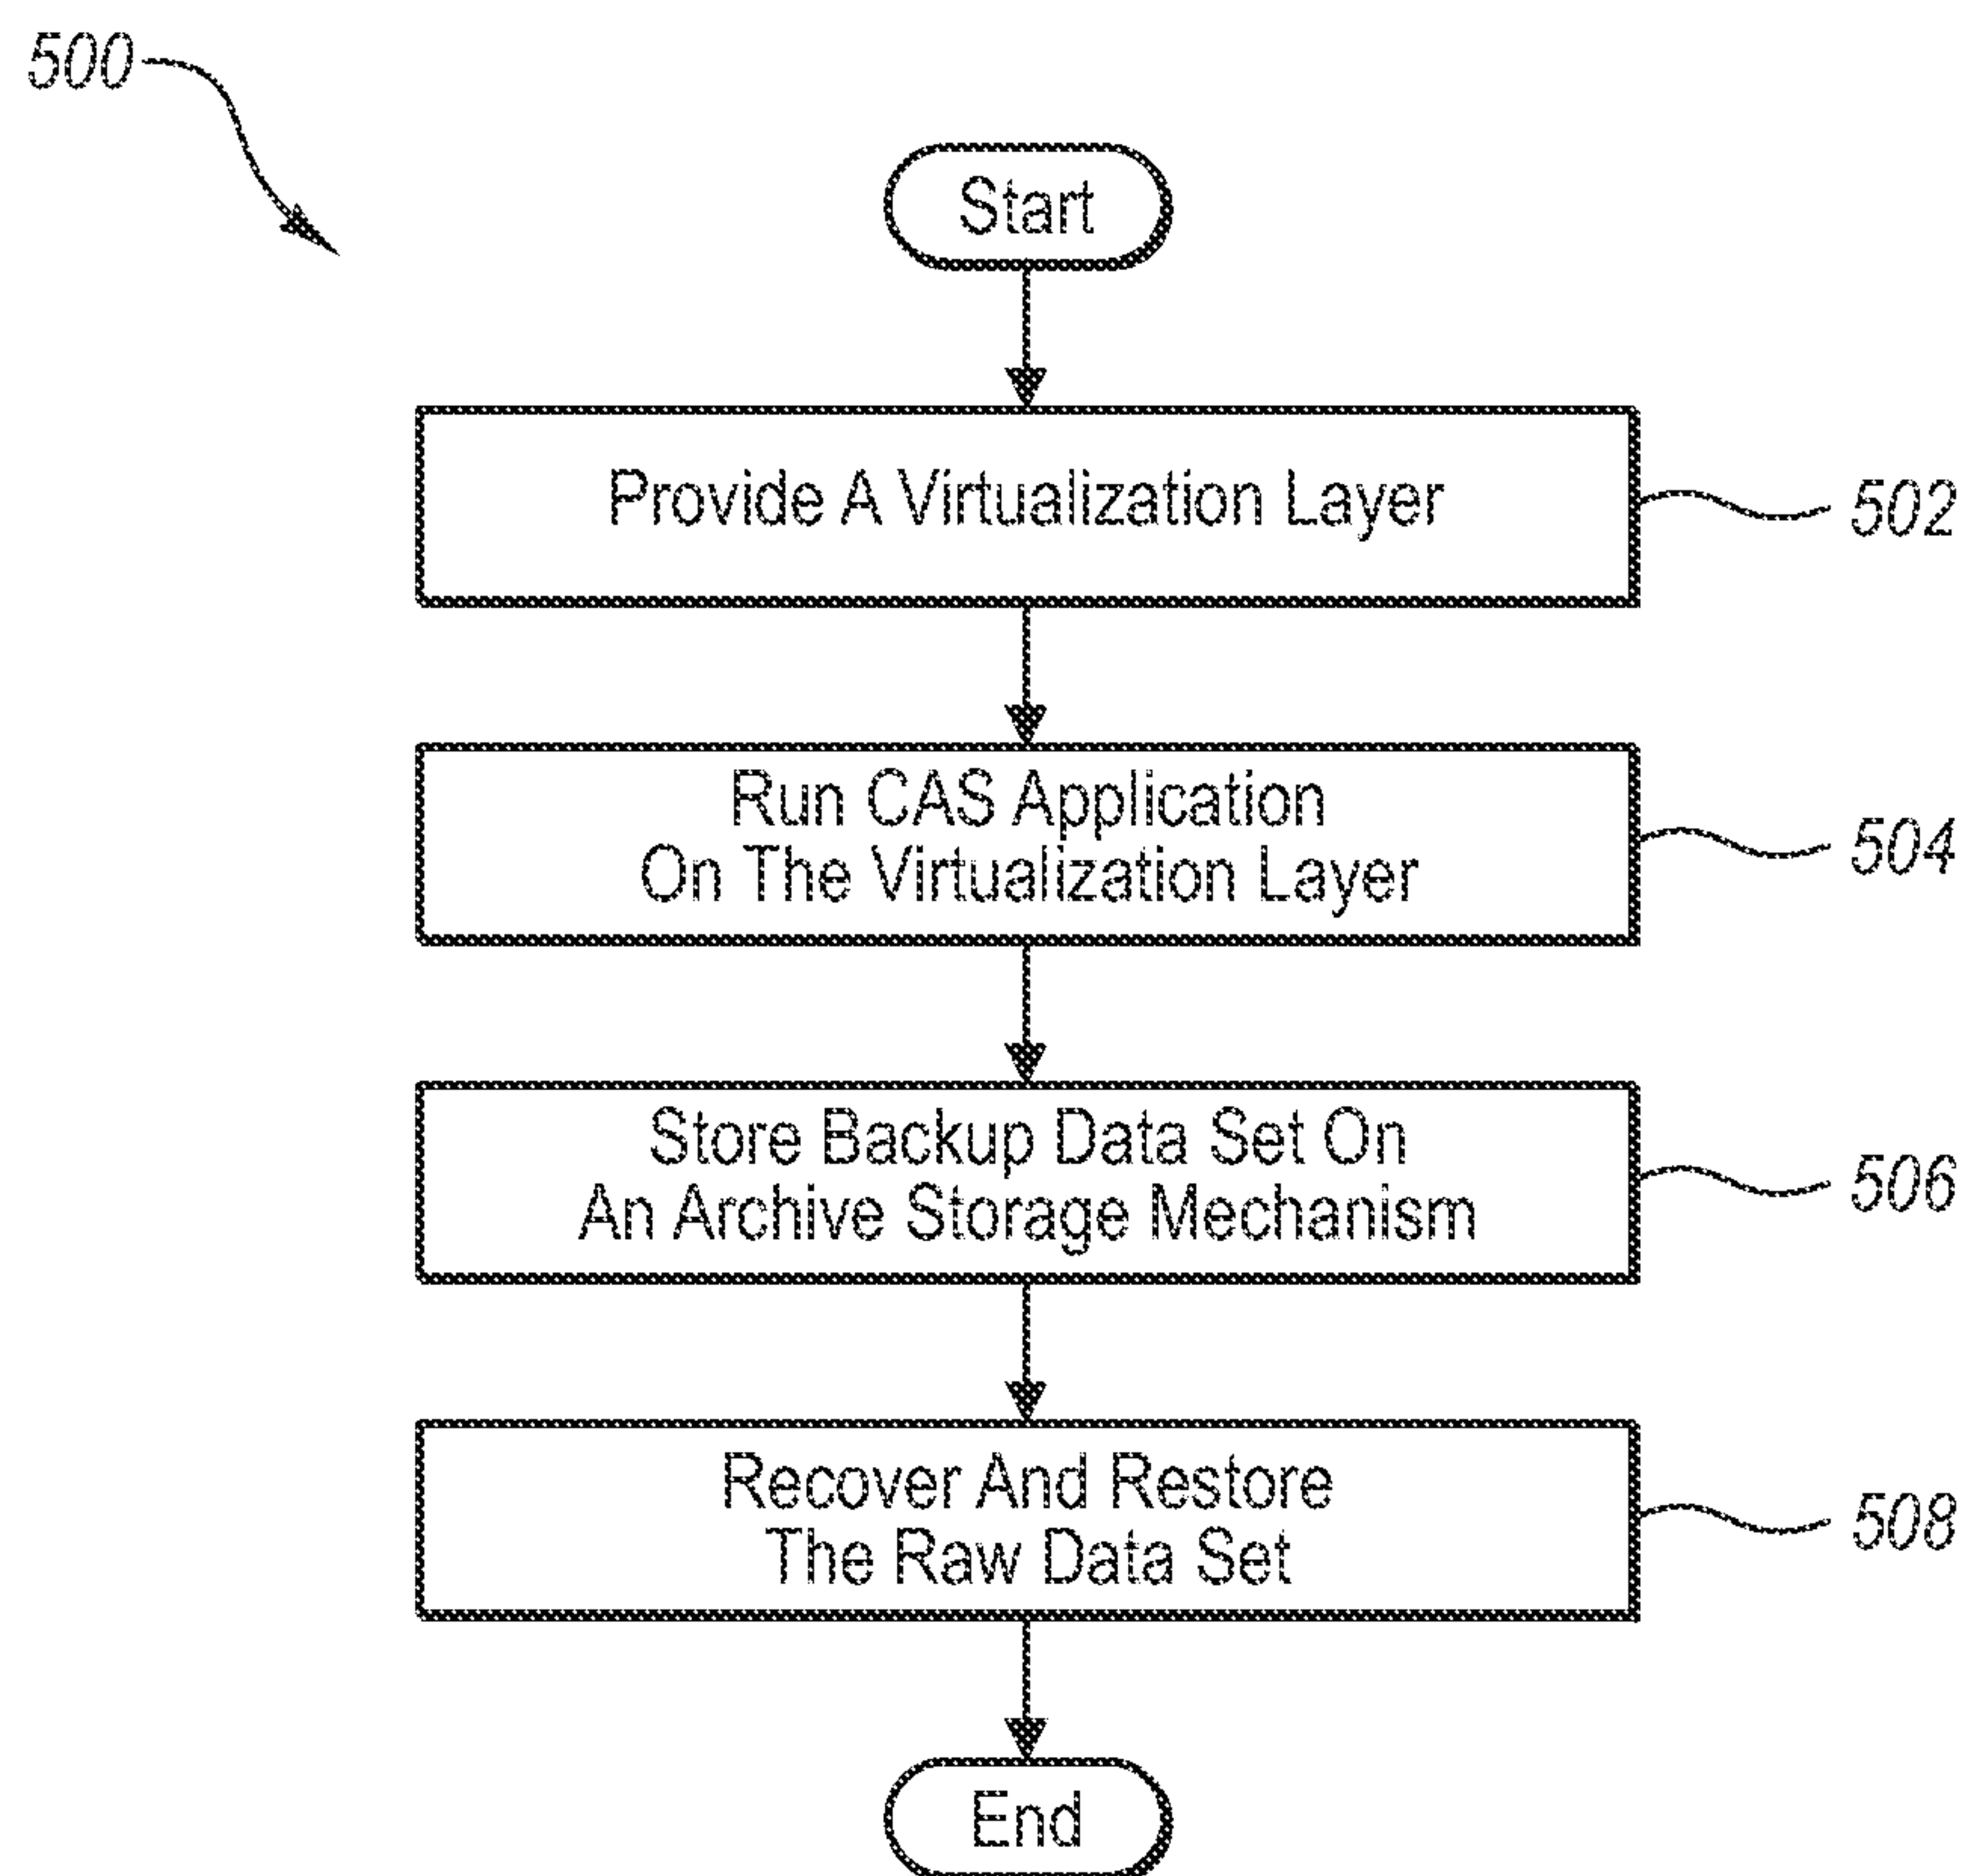 500
Start
Provide A Virtualization Layer
502
Run CAS Application
On The Virtualization Layer
504
Store Backup Data Set On
An Archive Storage Mechanism
506
Recover And Restore
The Raw Data Set
508
End